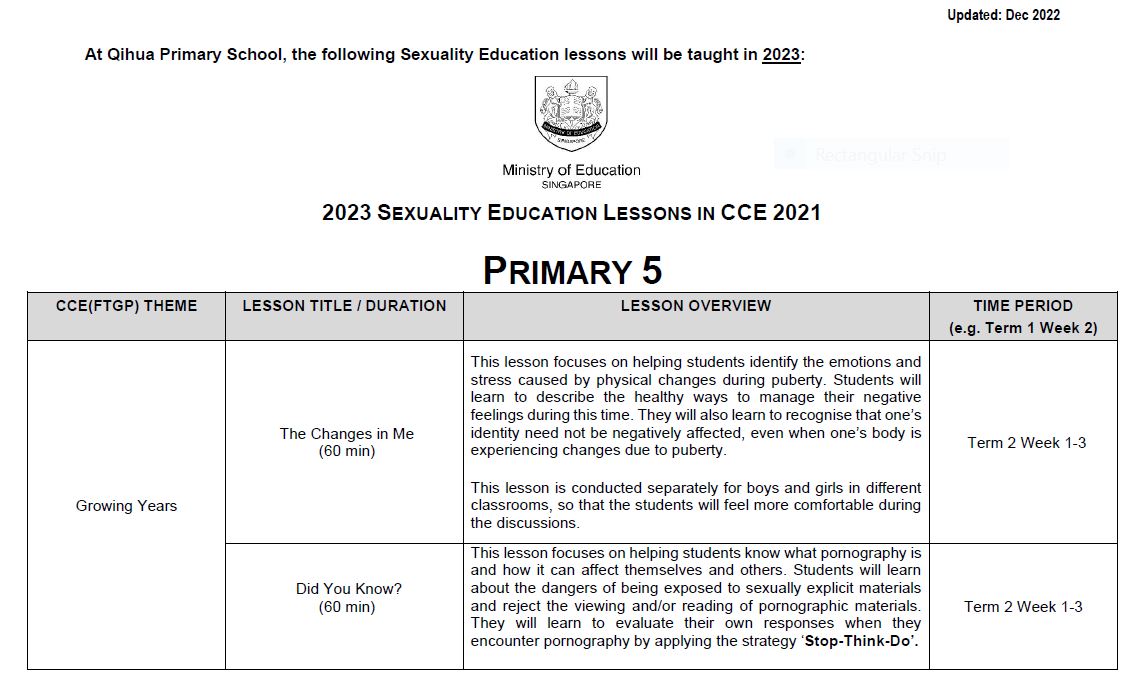 Updated: Dec 2022
At Qihua Primary School, the following Sexuality Education lessons will be taught in 2023:
MINISTRY OF EDUCATION
SINGAPORE
Rectangular Snip
Ministry of Education
SINGAPORE
2023 SEXUALITY EDUCATION LESSONS IN CCE 2021
PRIMARY 5
CCE(FTGP) THEME
LESSON TITLE / DURATION
LESSON OVERVIEW
TIME PERIOD
(e.g. Term 1 Week 2)
Growing Years
The Changes in Me
(60 min)
This lesson focuses on helping students identify the emotions and
stress caused by physical changes during puberty. Students will
learn to describe the healthy ways to manage their negative
feelings during this time. They will also learn to recognise that one's
identity need not be negatively affected, even when one's body is
experiencing changes due to puberty.
This lesson is conducted separately for boys and girls in different
classrooms, so that the students will feel more comfortable during
the discussions.
Term 2 Week 1-3
Did You Know?
(60 min)
This lesson focuses on helping students know what pornography is
and how it can affect themselves and others. Students will learn
about the dangers of being exposed to sexually explicit materials
and reject the viewing and/or reading of pornographic materials.
They will learn to evaluate their own responses when they
encounter pornography by applying the strategy 'Stop-Think-Do'.
Term 2 Week 1-3